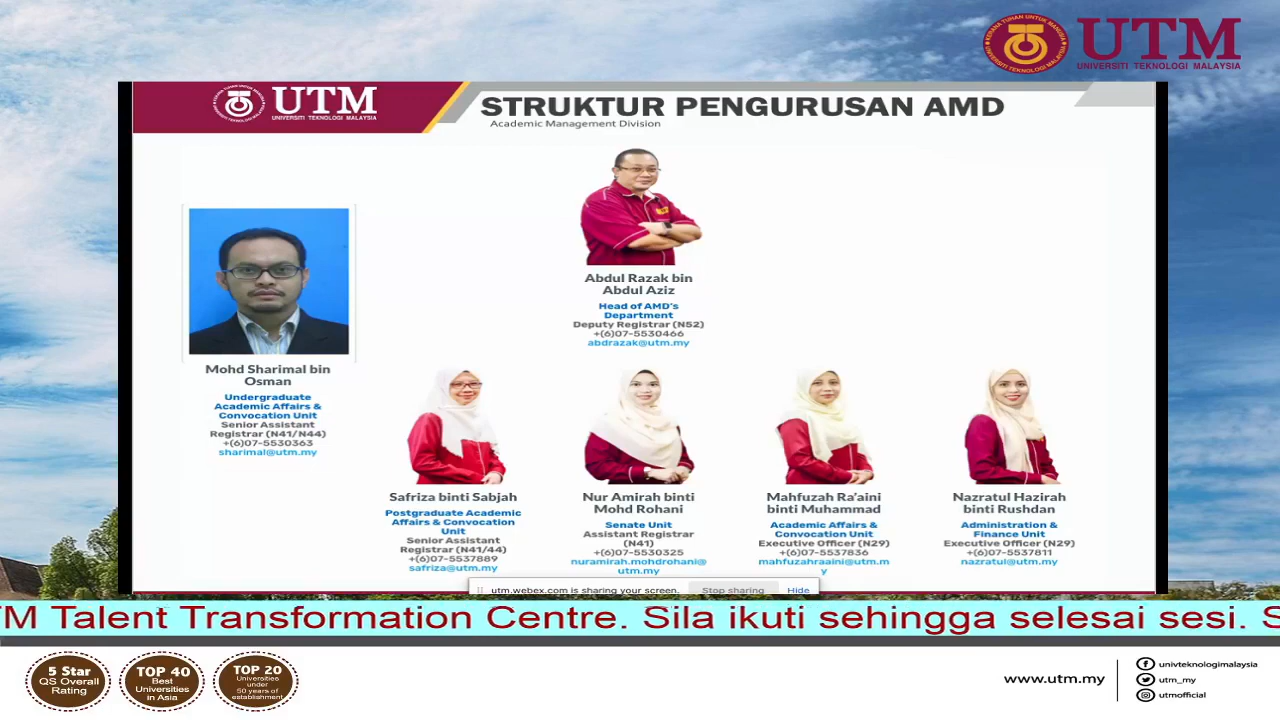 UTM
UNIVERSITI TEKNOLOGI MALAYSIA
UTM
UNIVERSITI TEKNOLOGI MALAYSIA
STRUKTUR PENGURUSAN AMD
Academic Management Division
Abdul Razak bin
Abdul Aziz
Head of AMD's
Department
Deputy Registrar (N52)
+(6)07-5530466
abdrazak@utm.my
Mohd Sharimal bin
Osman
Undergraduate
Academic Affairs &
Convocation Unit
Senior Assistant
Registrar (N41/N44)
+(6)07-5530363
sharimal@utm.my
Safriza binti Sabjah
Postgraduate Academic
Affairs & Convocation
Unit
Senior Assistant
Registrar (N41/44)
+(6)07-5537889
safriza@utm.my
Nur Amirah binti
Mohd Rohani
Senate Unit
Assistant Registrar
(N41)
+(6)07-5530325
nuramirah.mohdrohani@
utm.my
Mahfuzah Ra'aini
binti Muhammad
Academic Affairs &
Convocation Unit
Executive Officer (N29)
+(6)07-5537836
mahfuzahraaini@utm.m
y
Nazratul Hazirah
binti Rushdan
Administration &
Finance Unit
Executive Officer (N29)
+(6)07-5537811
nazratul@utm.my
utm.webex.com is sharing your screen.
Stop sharing
Hide
TM Talent Transformation Centre. Sila ikuti sehingga selesai sesi. S
5 Star
QS Overall
Rating
TOP 40
Best
Universities
in Asia
TOP 20
Universities
under
50 years of
establishment
www.utm.my
univteknologimalaysia
utm_my
utmofficial